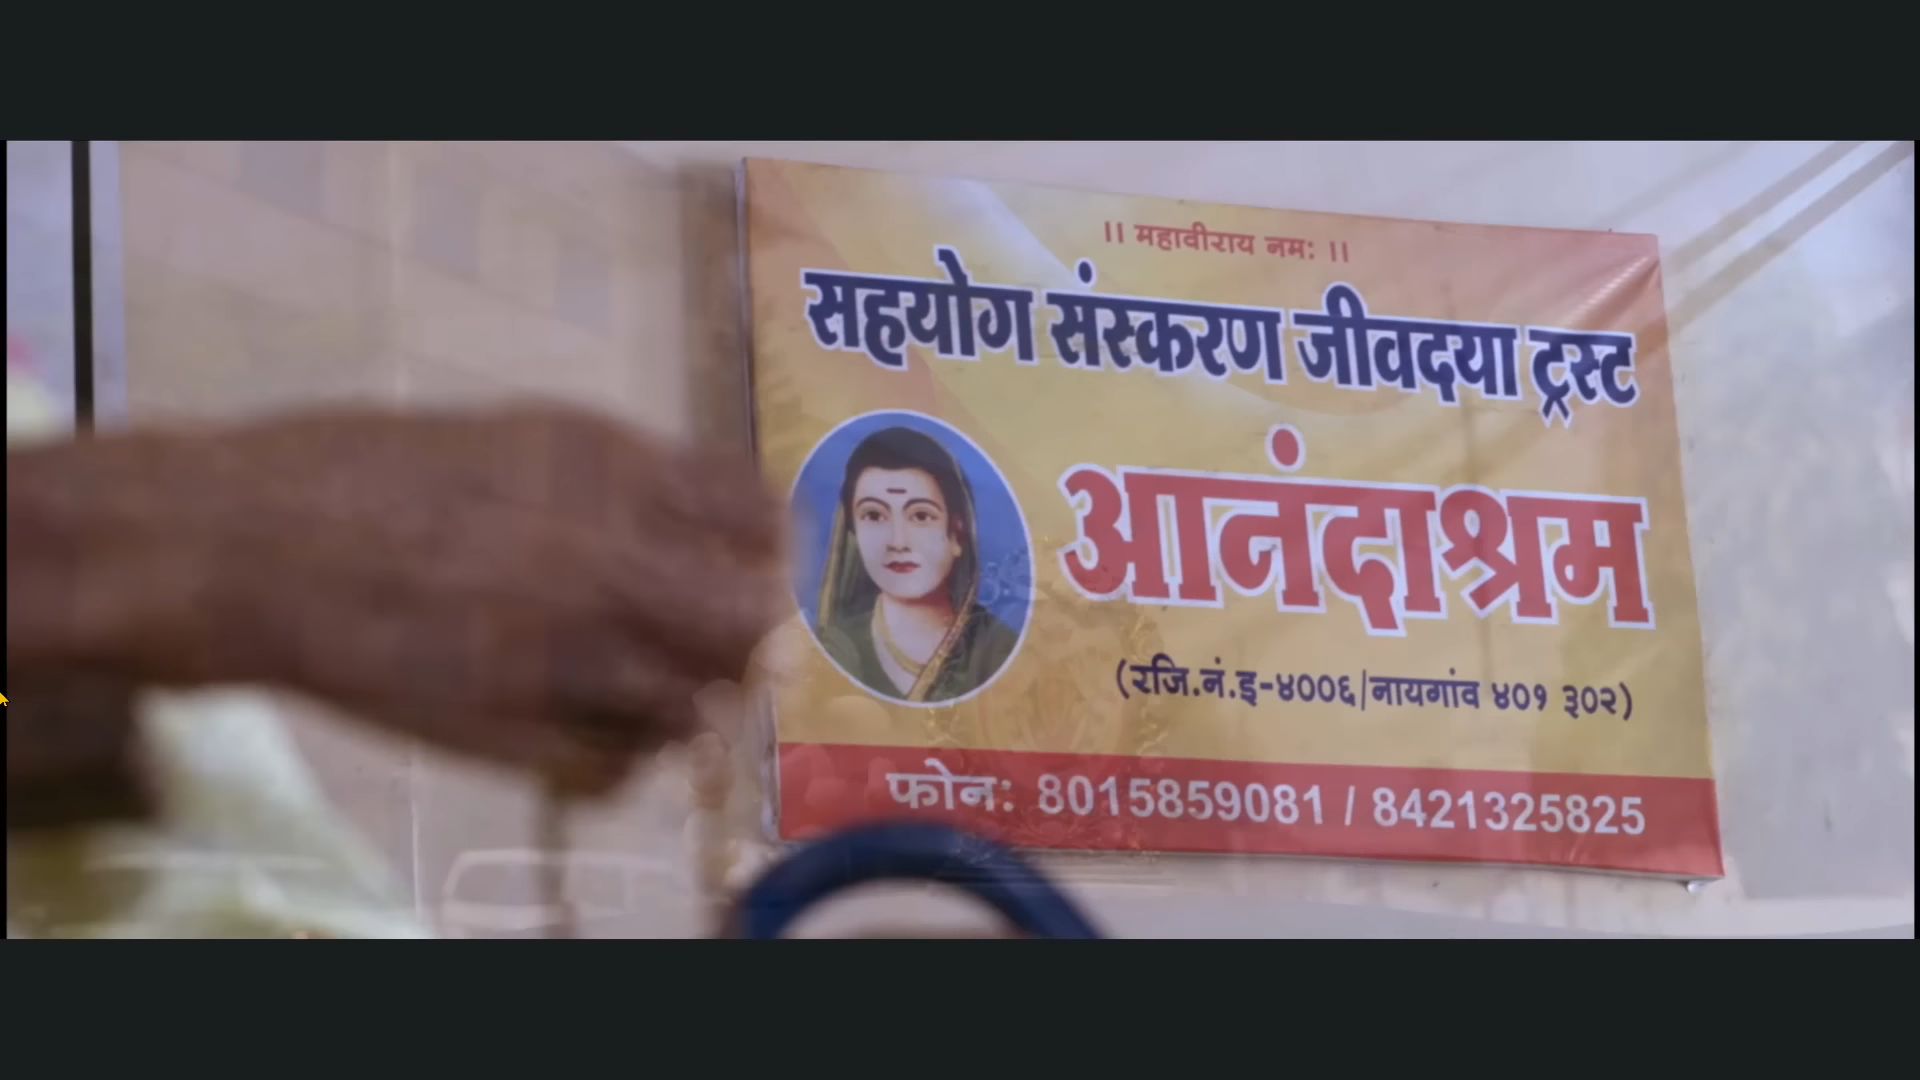 ।। महावीराय नमः ।।
सहयोग संस्करण जीवदया ट्रस्ट
आनंदाश्रम
(रजि.नं.इ-४००६/नायगांव ४०१ ३०२)
फोनः 8015859081 / 8421325825